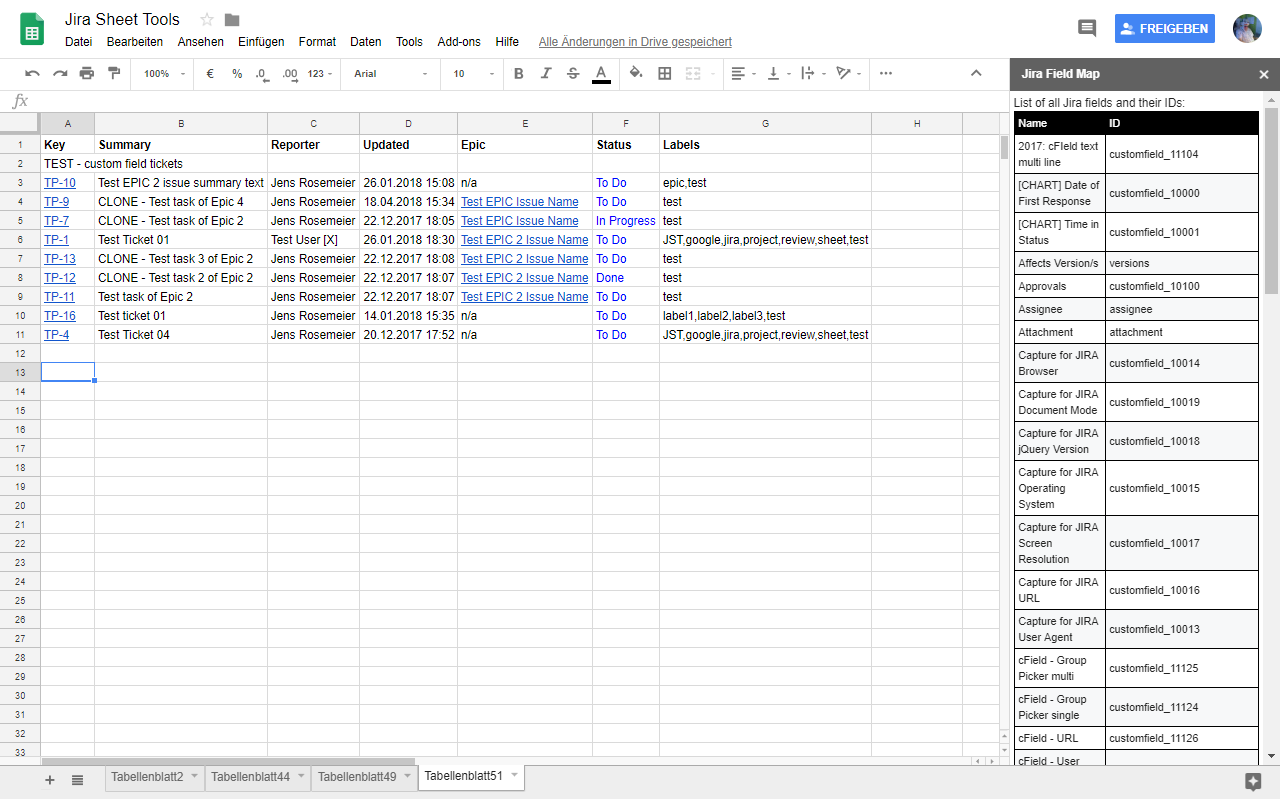 Jira Sheet Tools
Datei Bearbeiten Ansehen Einfügen Format Daten Tools Add-ons Hilfe Alle Änderungen in Drive gespeichert
FREIGEBEN
100% € % .0 .00 123 Arial 10 B I S A
fx
A B C D E F G H
1 Key Summary Reporter Updated Epic Status Labels
2 TEST - custom field tickets
3 TP-10 Test EPIC 2 issue summary text Jens Rosemeier 26.01.2018 15:08 n/a To Do epic,test
4 TP-9 CLONE - Test task of Epic 4 Jens Rosemeier 18.04.2018 15:34 Test EPIC Issue Name To Do test
5 TP-7 CLONE - Test task of Epic 2 Jens Rosemeier 22.12.2017 18:05 Test EPIC Issue Name In Progress test
6 TP-1 Test Ticket 01 Test User [X] 26.01.2018 18:30 Test EPIC 2 Issue Name To Do JST,google,jira,project,review,sheet,test
7 TP-13 CLONE - Test task 3 of Epic 2 Jens Rosemeier 22.12.2017 18:08 Test EPIC 2 Issue Name To Do test
8 TP-12 CLONE - Test task 2 of Epic 2 Jens Rosemeier 22.12.2017 18:07 Test EPIC 2 Issue Name Done test
9 TP-11 Test task of Epic 2 Jens Rosemeier 22.12.2017 18:07 Test EPIC 2 Issue Name To Do test
10 TP-16 Test ticket 01 Jens Rosemeier 14.01.2018 15:35 n/a To Do label1,label2,label3,test
11 TP-4 Test Ticket 04 Jens Rosemeier 20.12.2017 17:52 n/a To Do JST,google,jira,project,review,sheet,test
12
13
14
15
16
17
18
19
20
21
22
23
24
25
26
27
28
29
30
31
32
33
Tabellenblatt2 Tabellenblatt44 Tabellenblatt49 Tabellenblatt51
Jira Field Map
List of all Jira fields and their IDs:
Name ID
2017: cField text
multi line customfield_11104
[CHART] Date of
First Response customfield_10000
[CHART] Time in
Status customfield_10001
Affects Version/s versions
Approvals customfield_10100
Assignee assignee
Attachment attachment
Capture for JIRA
Browser customfield_10014
Capture for JIRA
Document Mode customfield_10019
Capture for JIRA
jQuery Version customfield_10018
Capture for JIRA
Operating customfield_10015
System
Capture for JIRA
Screen customfield_10017
Resolution
Capture for JIRA
URL customfield_10016
Capture for JIRA
User Agent customfield_10013
cField - Group
Picker multi customfield_11125
cField - Group
Picker single customfield_11124
cField - URL customfield_11126
cField - User